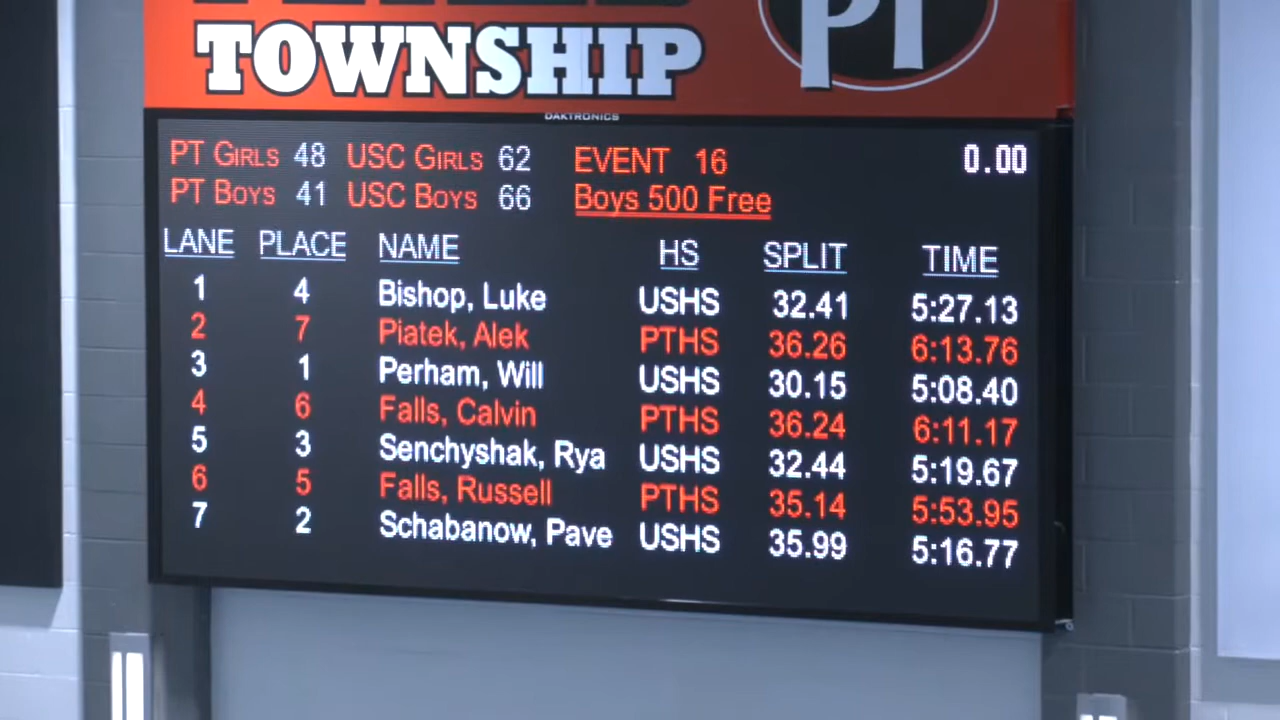 TOWNSHIP
PT
DAKTRONICS
PT GIRLS 48 USC GIRLS 62 EVENT 16 0.00
PT BOYS 41 USC BOYS 66 Boys 500 Free
LANE PLACE NAME HS SPLIT TIME
1 4 Bishop, Luke USHS 32.41 5:27.13
2 7 Piatek, Alek PTHS 36.26 6:13.76
3 1 Perham, Will USHS 30.15 5:08.40
4 6 Falls, Calvin PTHS 36.24 6:11.17
5 3 Senchyshak, Rya USHS 32.44 5:19.67
6 5 Falls, Russell PTHS 35.14 5:53.95
7 2 Schabanow, Pave USHS 35.99 5:16.77